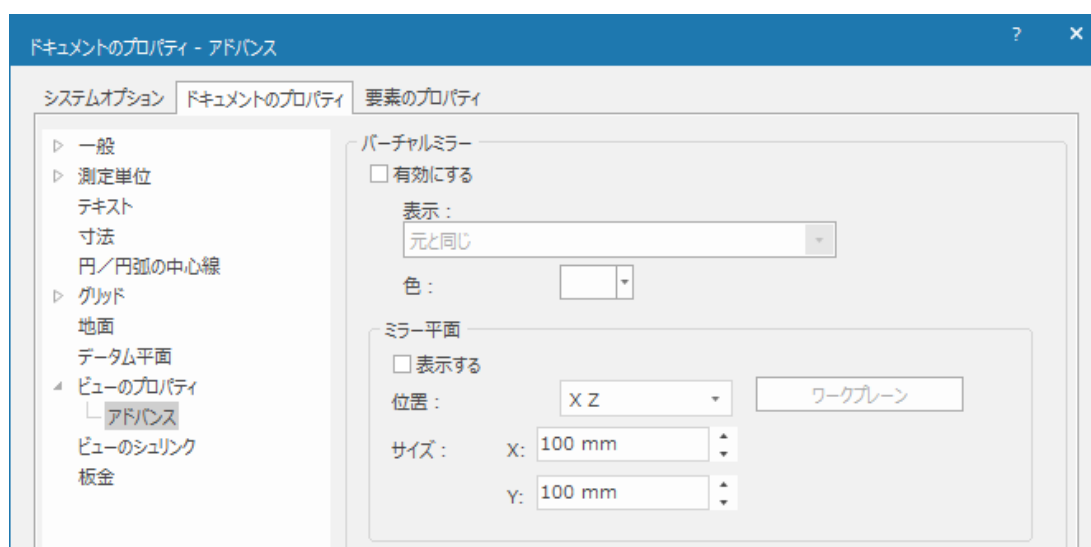 ドキュメントのプロパティ - アドバンス ? ×
システムオプション ドキュメントのプロパティ 要素のプロパティ
一般
測定単位
テキスト
寸法
円／円弧の中心線
グリッド
地面
データム平面
ビューのプロパティ
アドバンス
ビューのシュリンク
板金
バーチャルミラー
有効にする
表示：
元と同じ
色：
ミラー平面
表示する
位置： X Z ワークプレーン
サイズ： X: 100 mm
Y: 100 mm